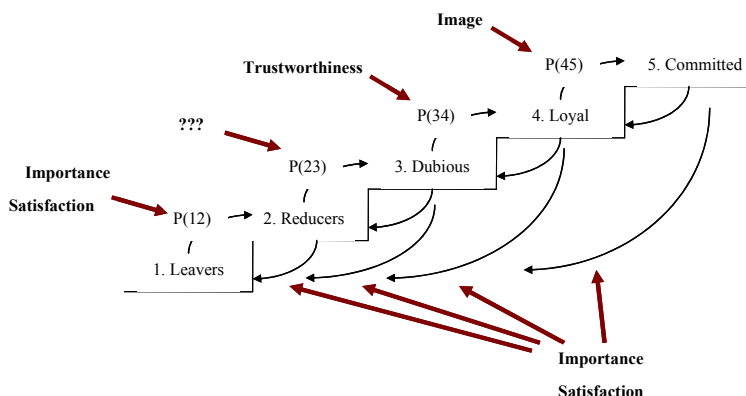 Image
P(45)
5. Committed
Trustworthiness
P(34)
4. Loyal
???
P(23)
3. Dubious
Importance
Satisfaction
P(12)
2. Reducers
1. Leavers
Importance
Satisfaction